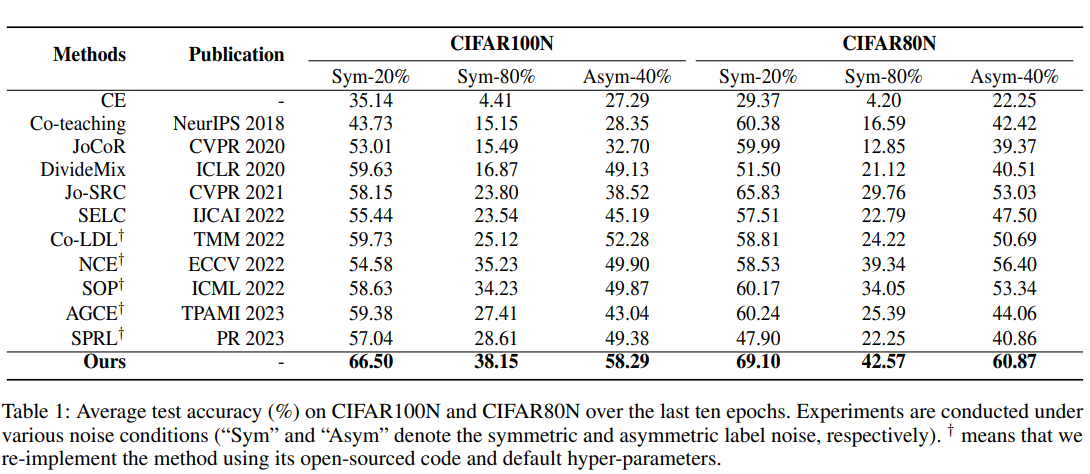 Methods Publication CIFAR100N CIFAR80N
Sym-20% Sym-80% Asym-40% Sym-20% Sym-80% Asym-40%
CE - 35.14 4.41 27.29 29.37 4.20 22.25
Co-teaching NeurIPS 2018 43.73 15.15 28.35 60.38 16.59 42.42
JoCoR CVPR 2020 53.01 15.49 32.70 59.99 12.85 39.37
DivideMix ICLR 2020 59.63 16.87 49.13 51.50 21.12 40.51
Jo-SRC CVPR 2021 58.15 23.80 38.52 65.83 29.76 53.03
SELC IJCAI 2022 55.44 23.54 45.19 57.51 22.79 47.50
Co-LDL† TMM 2022 59.73 25.12 52.28 58.81 24.22 50.69
NCE† ECCV 2022 54.58 35.23 49.90 58.53 39.34 56.40
SOP† ICML 2022 58.63 34.23 49.87 60.17 34.05 53.34
AGCE† TPAMI 2023 59.38 27.41 43.04 60.24 25.39 44.06
SPRL† PR 2023 57.04 28.61 49.38 47.90 22.25 40.86
Ours - 66.50 38.15 58.29 69.10 42.57 60.87
Table 1: Average test accuracy (%) on CIFAR100N and CIFAR80N over the last ten epochs. Experiments are conducted under
various noise conditions (“Sym” and “Asym” denote the symmetric and asymmetric label noise, respectively). † means that we
re-implement the method using its open-sourced code and default hyper-parameters.